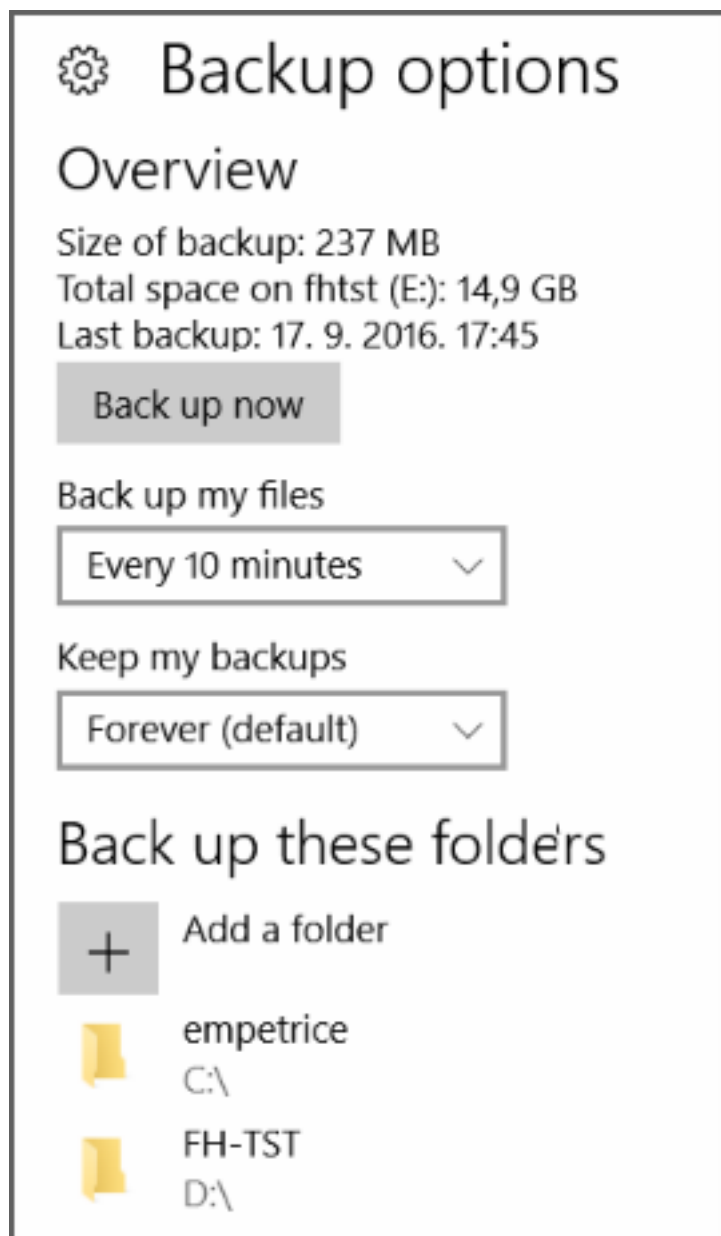 Backup options
Overview
Size of backup: 237 MB
Total space on fhtst (E:): 14,9 GB
Last backup: 17. 9. 2016. 17:45
Back up now
Back up my files
Every 10 minutes
Keep my backups
Forever (default)
Back up these folders
Add a folder
empetrice
C:\
FH-TST
D:\